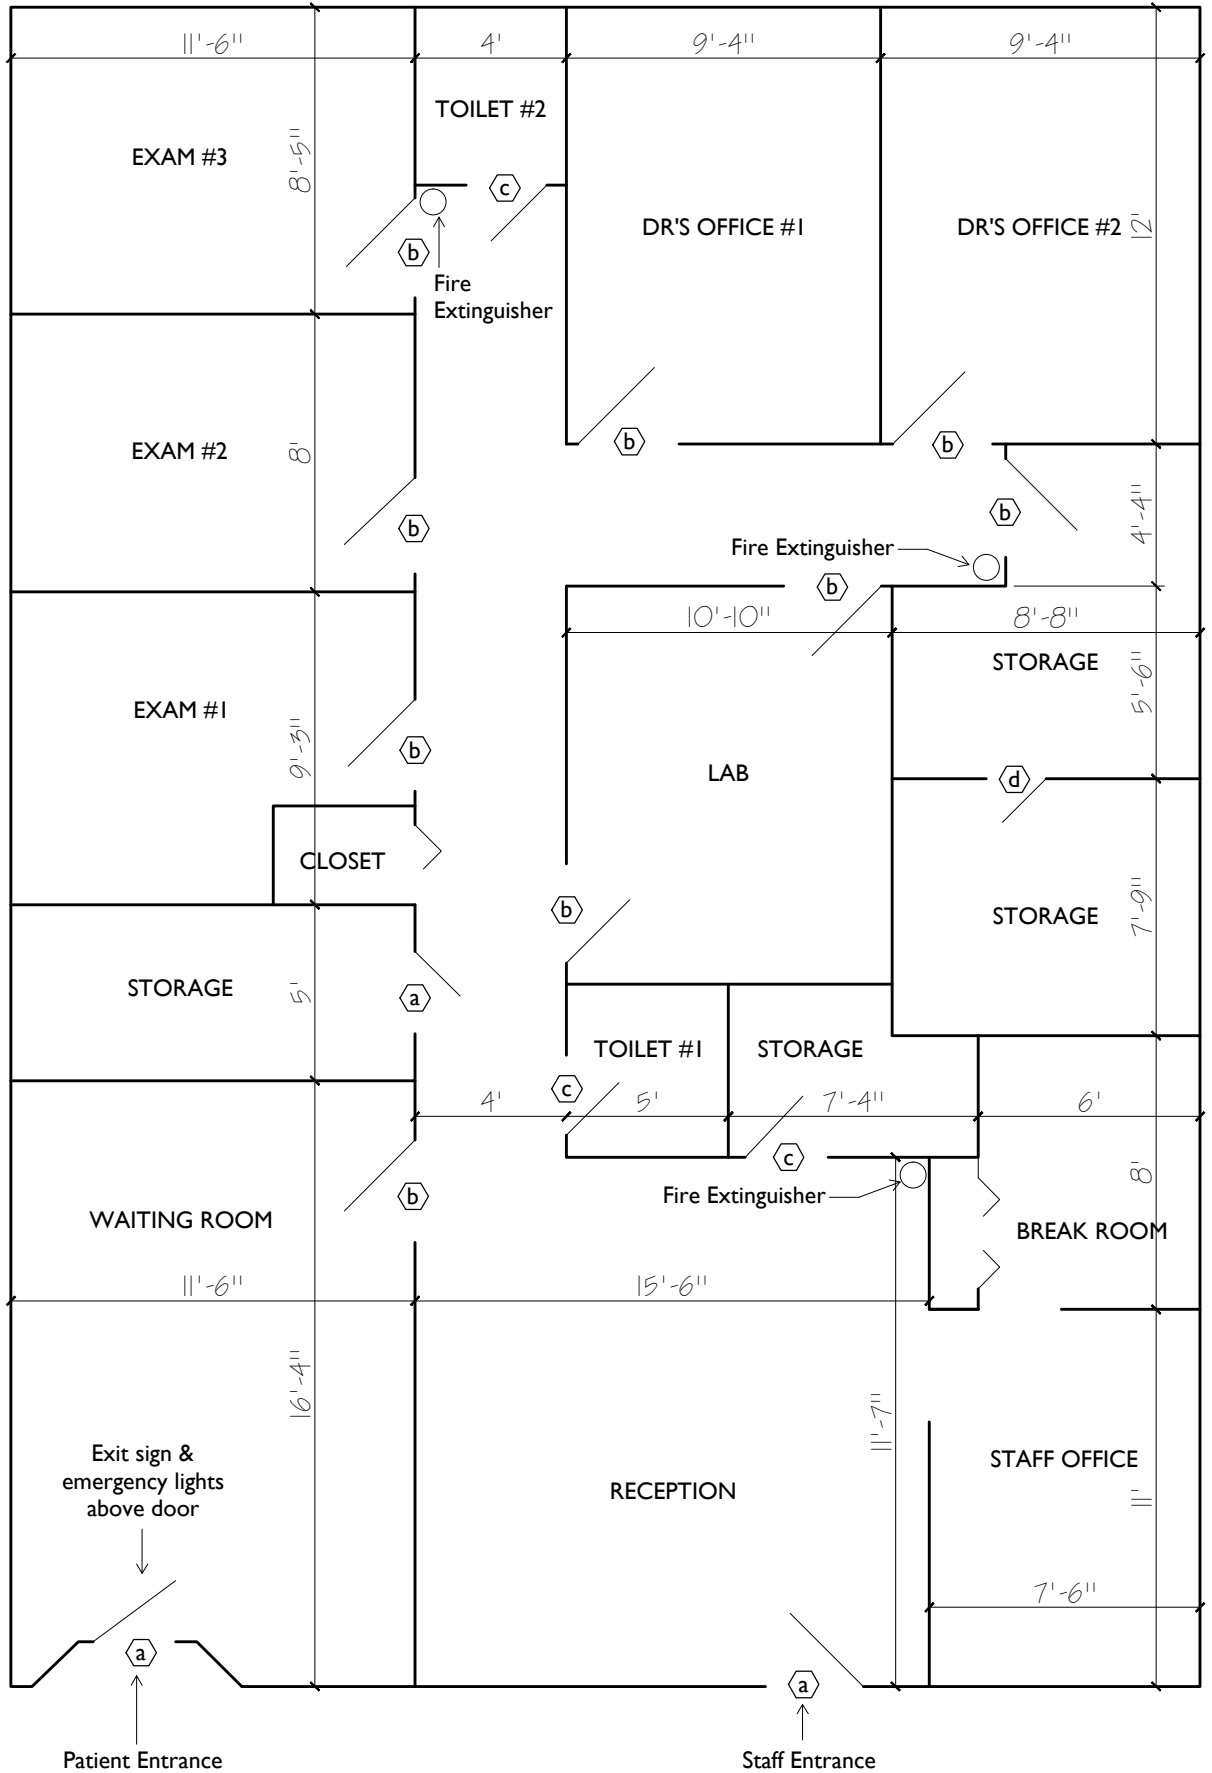 11'-6"
4'
9'-4"
9'-4"
TOILET #2
EXAM #3
8'-5"
c
DR'S OFFICE #1
DR'S OFFICE #2
12'
b
Fire
Extinguisher
EXAM #2
8'
b
b
b
b
4'-4"
Fire Extinguisher
b
10'-10"
8'-8"
STORAGE
5'-6"
EXAM #1
9'-3"
b
LAB
d
CLOSET
b
STORAGE
7'-9"
STORAGE
5'
a
TOILET #1
STORAGE
c
4'
5'
7'-4"
6'
c
8'
Fire Extinguisher
b
WAITING ROOM
BREAK ROOM
11'-6"
15'-6"
16'-4"
11'-7"
Exit sign &
emergency lights
above door
RECEPTION
STAFF OFFICE
11'
7'-6"
a
a
Patient Entrance
Staff Entrance